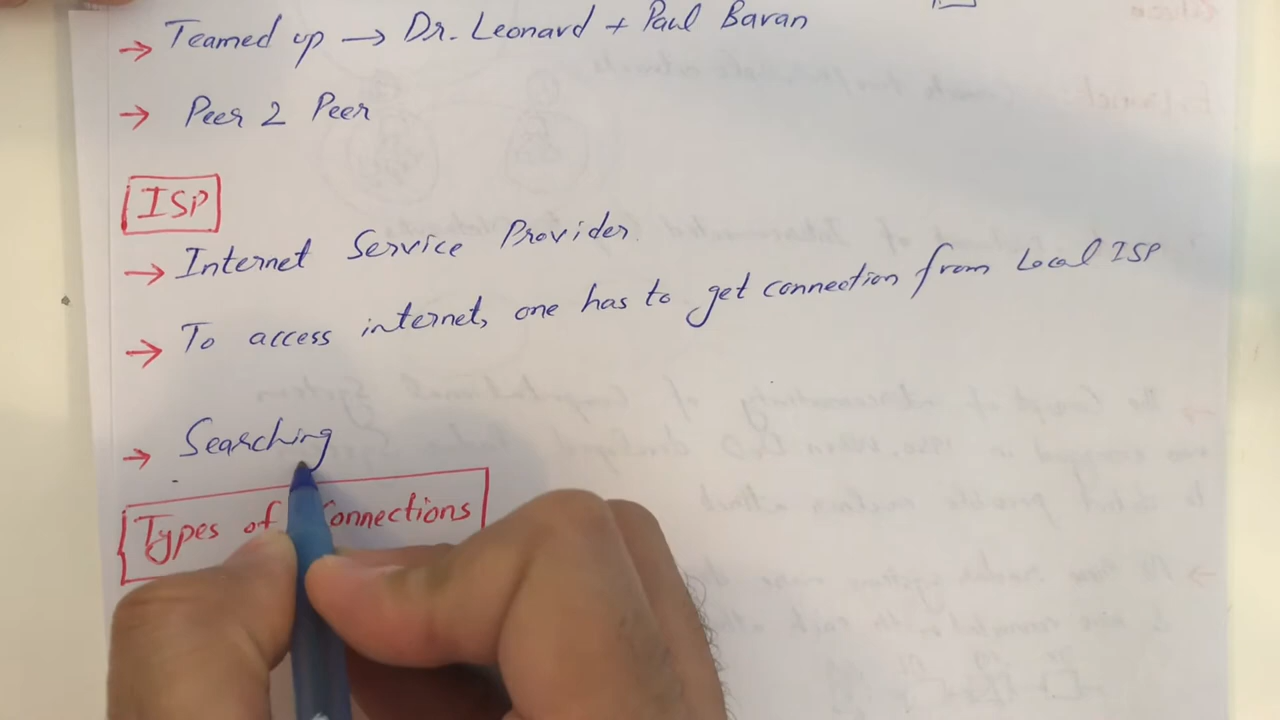 → Teamed up → Dr. Leonard + Paul Baran
→ Peer 2 Peer
ISP
→ Internet Service Provider
→ To access internet, one has to get connection from Local ISP
→ Searching
Types of Connections